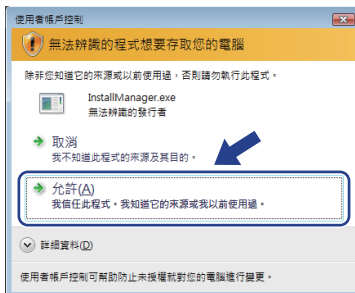 使用者帳戶控制
無法辨識的程式想要存取您的電腦
除非您知道它的來源或以前使用過，否則請勿執行此程式。
InstallManager.exe
無法辨識的發行者
取消
我不知道此程式的來源及其目的。
允許(A)
我信任此程式。我知道它的來源或我以前使用過。
詳細資料(D)
使用者帳戶控制可幫助防止未授權就對您的電腦進行變更。